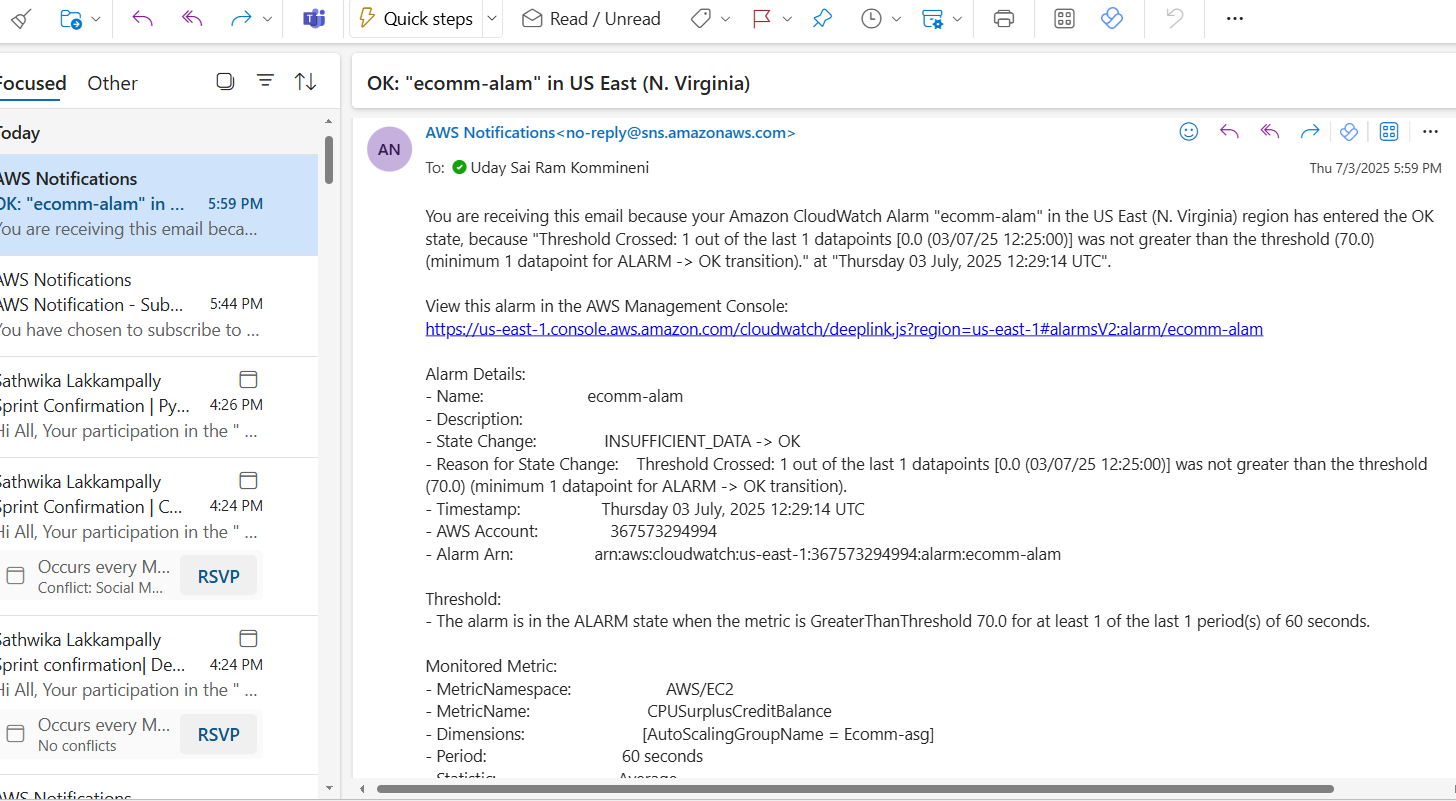 Quick steps
Read / Unread
Focused Other
Today
AWS Notifications
OK: "ecomm-alam" in ... 5:59 PM
You are receiving this email beca...
AWS Notifications
AWS Notification - Sub... 5:44 PM
You have chosen to subscribe to ...
Sathwika Lakkampally
Sprint Confirmation | Py... 4:26 PM
Hi All, Your participation in the " ...
Sathwika Lakkampally
Sprint Confirmation | C... 4:24 PM
Hi All, Your participation in the " ...
Occurs every M...
Conflict: Social M...
RSVP
Sathwika Lakkampally
Sprint confirmation| De... 4:24 PM
Hi All, Your participation in the " ...
Occurs every M...
No conflicts
RSVP
AWS Notifications
OK: "ecomm-alam" in US East (N. Virginia)
AN
AWS Notifications<no-reply@sns.amazonaws.com>
To: Uday Sai Ram Kommineni
Thu 7/3/2025 5:59 PM
You are receiving this email because your Amazon CloudWatch Alarm "ecomm-alam" in the US East (N. Virginia) region has entered the OK
state, because "Threshold Crossed: 1 out of the last 1 datapoints [0.0 (03/07/25 12:25:00)] was not greater than the threshold (70.0)
(minimum 1 datapoint for ALARM -> OK transition)." at "Thursday 03 July, 2025 12:29:14 UTC".
View this alarm in the AWS Management Console:
https://us-east-1.console.aws.amazon.com/cloudwatch/deeplink.js?region=us-east-1#alarmsV2:alarm/ecomm-alam
Alarm Details:
- Name: ecomm-alam
- Description:
- State Change: INSUFFICIENT_DATA -> OK
- Reason for State Change: Threshold Crossed: 1 out of the last 1 datapoints [0.0 (03/07/25 12:25:00)] was not greater than the threshold
(70.0) (minimum 1 datapoint for ALARM -> OK transition).
- Timestamp: Thursday 03 July, 2025 12:29:14 UTC
- AWS Account: 367573294994
- Alarm Arn: arn:aws:cloudwatch:us-east-1:367573294994:alarm:ecomm-alam
Threshold:
- The alarm is in the ALARM state when the metric is GreaterThanThreshold 70.0 for at least 1 of the last 1 period(s) of 60 seconds.
Monitored Metric:
- MetricNamespace: AWS/EC2
- MetricName: CPUSurplusCreditBalance
- Dimensions: [AutoScalingGroupName = Ecomm-asg]
- Period: 60 seconds
- Statistic: Average